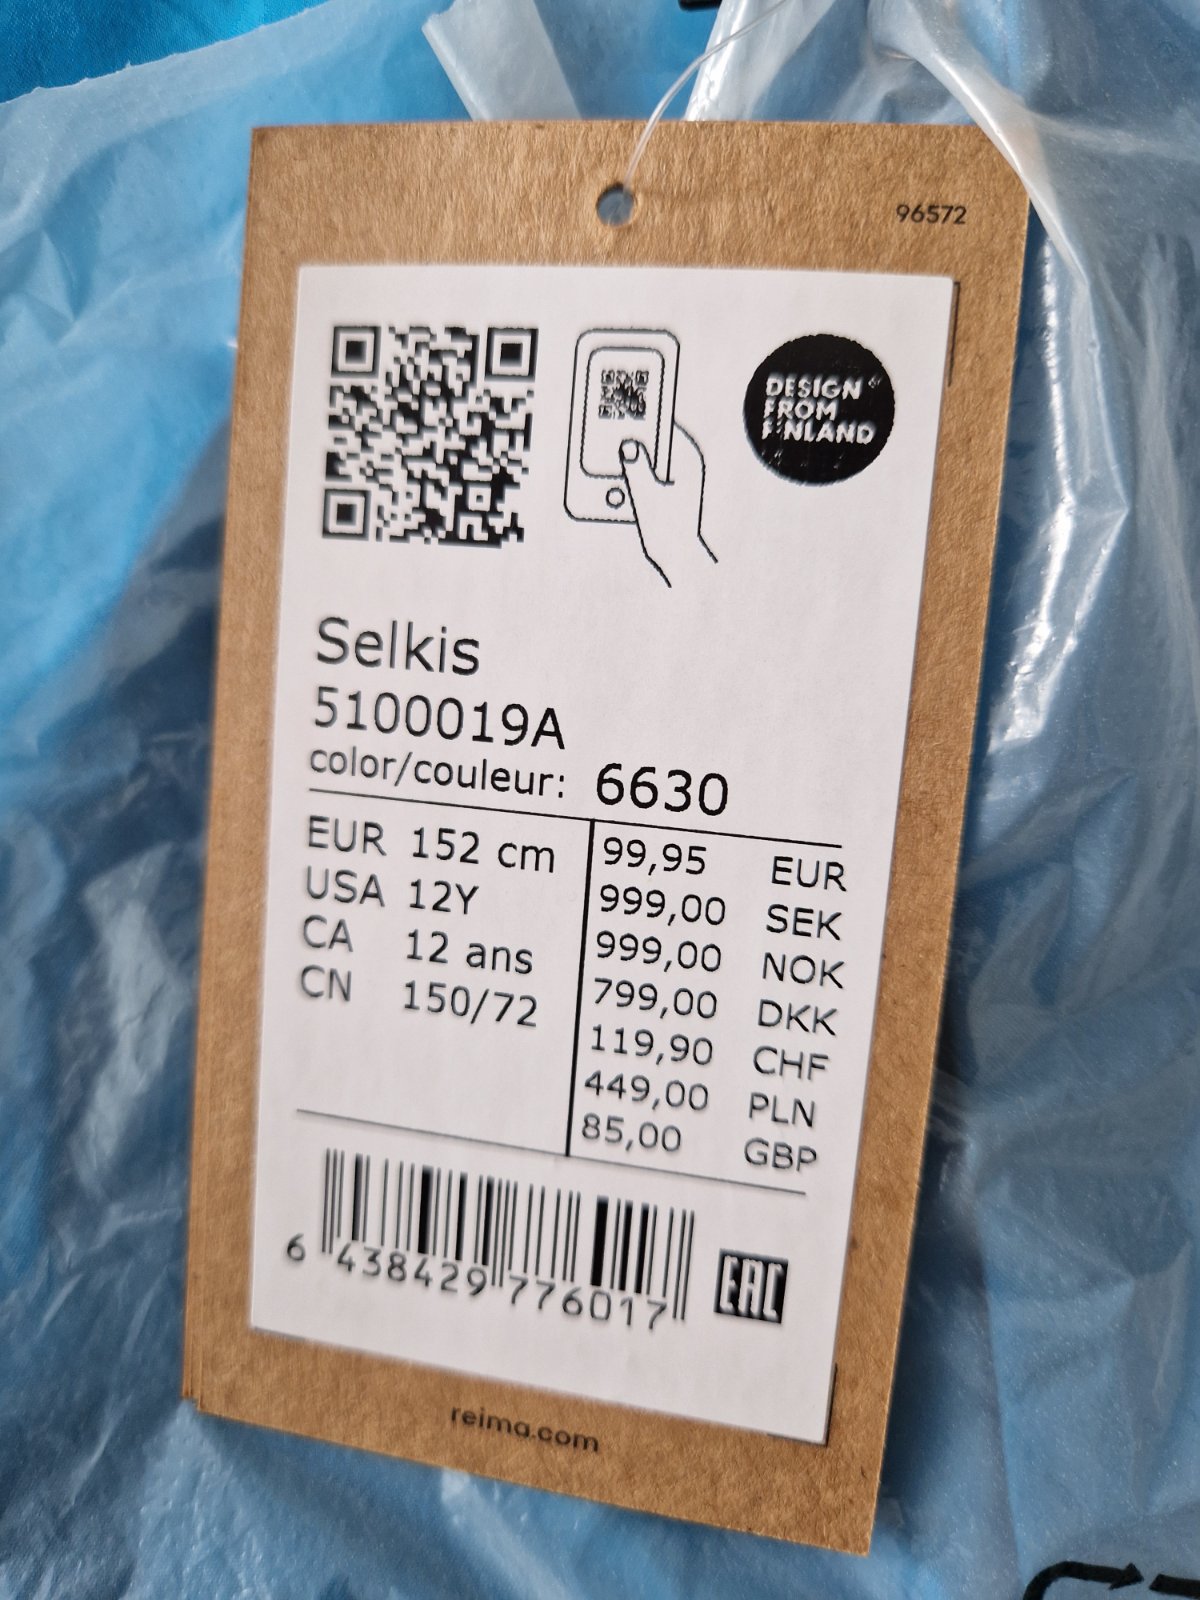 96572
DESIGN
FROM
FINLAND
Selkis
5100019A
color/couleur: 6630
EUR 152 cm
USA 12Y
CA 12 ans
CN 150/72
99,95 EUR
999,00 SEK
999,00 NOK
799,00 DKK
119,90 CHF
449,00 PLN
85,00 GBP
6 438429 776017
EAC
reima.com